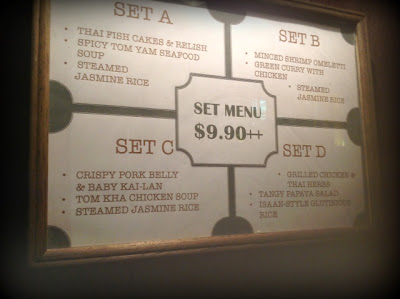 SET A
• THAI FISH CAKES & RELISH
• SPICY TOM YAM SEAFOOD
SOUP
• STEAMED
JASMINE RICE
SET B
• MINCED SHRIMP OMELETTE
• GREEN CURRY WITH
CHICKEN
• STEAMED
JASMINE RICE
SET MENU
$9.90++
SET C
• CRISPY PORK BELLY
& BABY KAI-LAN
• TOM KHA CHICKEN SOUP
• STEAMED JASMINE RICE
SET D
• GRILLED CHICKEN &
THAI HERBS
• TANGY PAPAYA SALAD
• ISAAN-STYLE GLUTINOUS
RICE